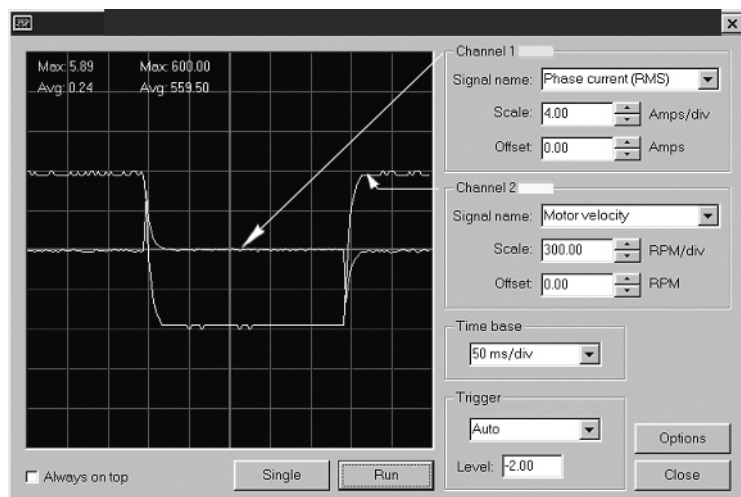 Max: 5.89 Max: 600.00
Avg: 0.24 Avg: 559.50
Channel 1
Signal name: Phase current (RMS)
Scale: 4.00 Amps/div
Offset: 0.00 Amps
Channel 2
Signal name: Motor velocity
Scale: 300.00 RPM/div
Offset: 0.00 RPM
Time base
50 ms/div
Trigger
Auto
Level: -2.00
Options
Always on top
Single
Run
Close